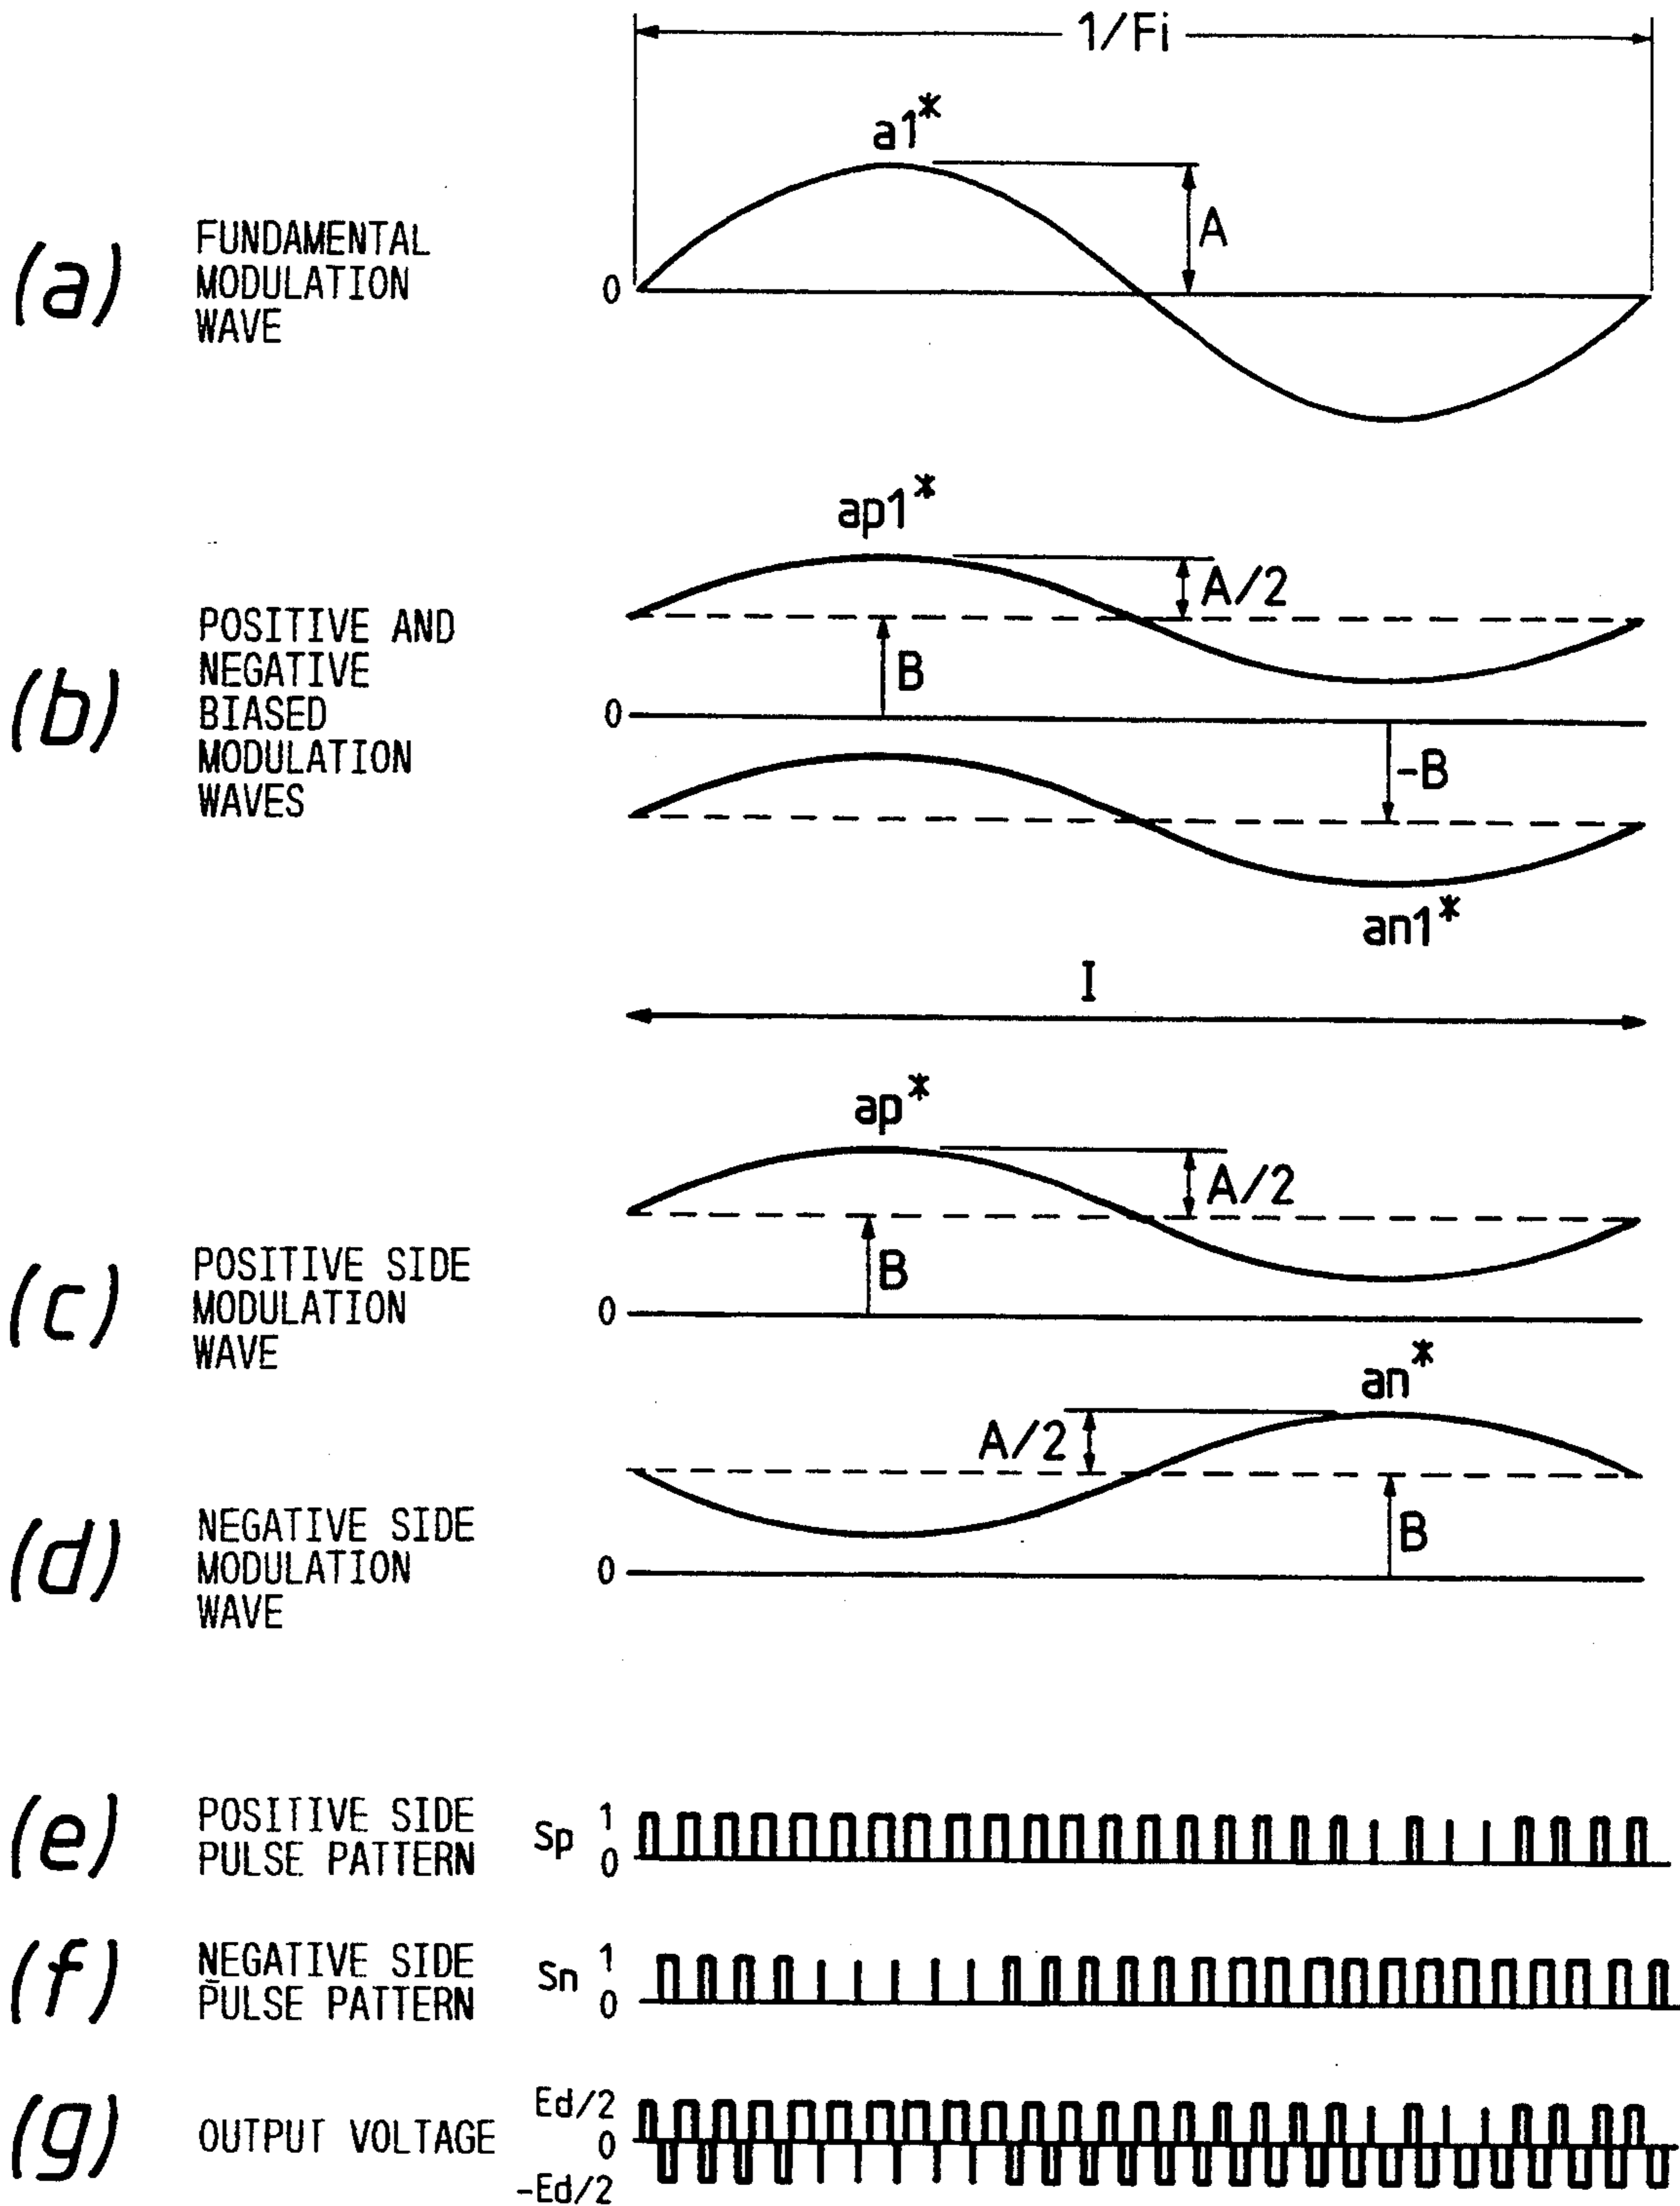 1/Fi
a1*
A
(a)
FUNDAMENTAL
MODULATION
WAVE
0
ap1*
A/2
B
(b)
POSITIVE AND
NEGATIVE
BIASED
MODULATION
WAVES
0
-B
an1*
I
ap*
A/2
B
(c)
POSITIVE SIDE
MODULATION
WAVE
0
an*
A/2
B
(d)
NEGATIVE SIDE
MODULATION
WAVE
0
(e)
POSITIVE SIDE
PULSE PATTERN
Sp
1
0
(f)
NEGATIVE SIDE
PULSE PATTERN
Sn
1
0
(g)
OUTPUT VOLTAGE
Ed/2
0
-Ed/2